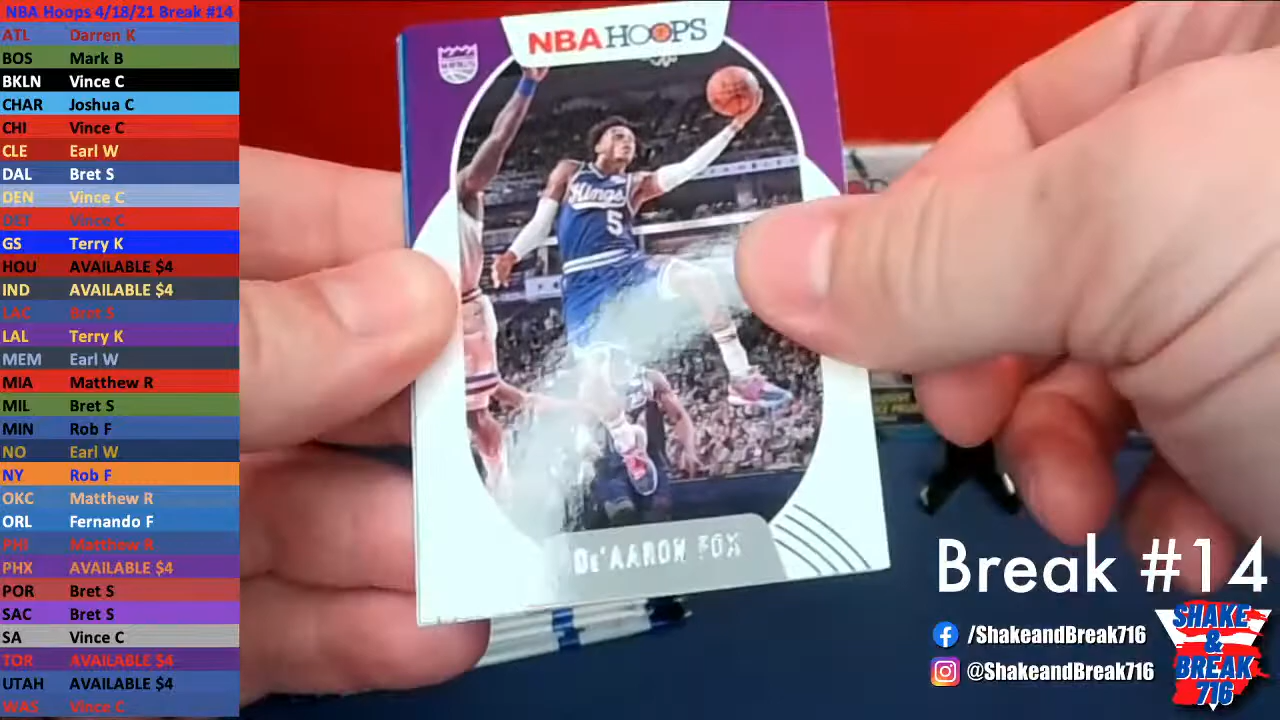 NBA Hoops 4/18/21 Break #14
ATL Darren K
BOS Mark B
BKLN Vince C
CHAR Joshua C
CHI Vince C
CLE Earl W
DAL Bret S
DEN Vince C
DET Vince C
GS Terry K
HOU AVAILABLE $4
IND AVAILABLE $4
LAC Bret S
LAL Terry K
MEM Earl W
MIA Matthew R
MIL Bret S
MIN Rob F
NO Earl W
NY Rob F
OKC Matthew R
ORL Fernando F
PHI Matthew R
PHX AVAILABLE $4
POR Bret S
SAC Bret S
SA Vince C
TOR AVAILABLE $4
UTAH AVAILABLE $4
WAS Vince C
NBA HOOPS
Kings
5
De'AARON FOX
Break #14
/ShakeandBreak716
@ShakeandBreak716
SHAKE
&
BREAK
716